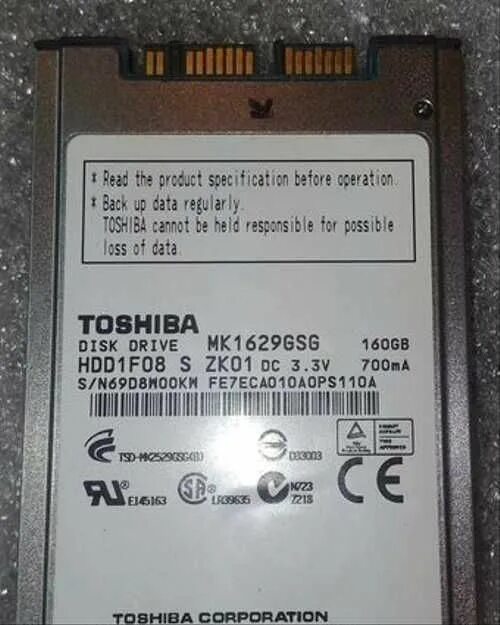 * Read the product specification before operation.
* Back up data regularly.
TOSHIBA cannot be held responsible for possible
loss of data.
TOSHIBA
DISK DRIVE MK1629GSG 160GB
HDD1F08 S ZK01 DC 3.3V 700mA
S/N69D8W00KW FE7ECA010A0PS110A
TSD-MK2529GSG(1) D33003
E145163 LR39635 N723
7218
TOSHIBA CORPORATION